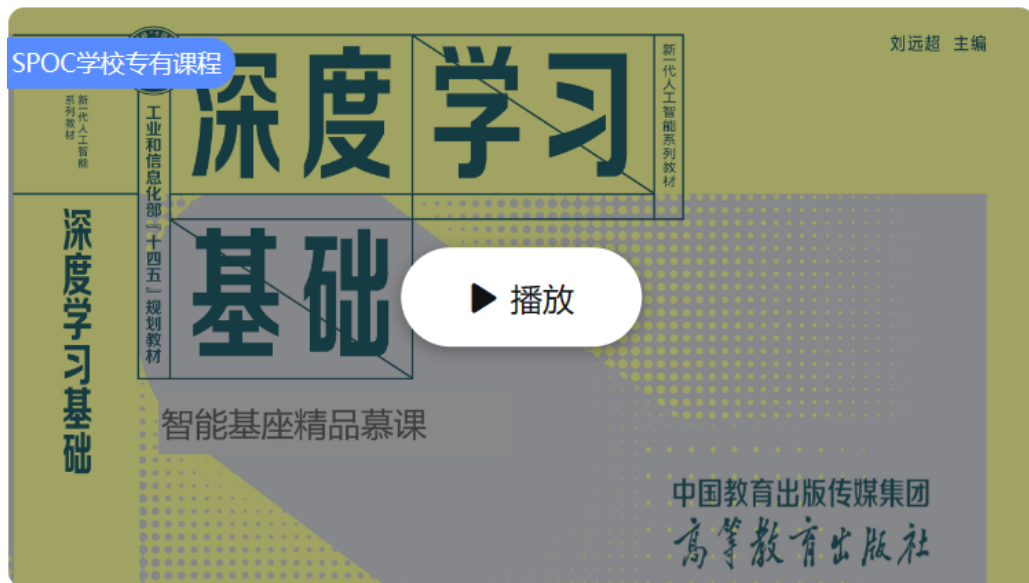 SPOC学校专有课程
刘远超 主编
新一代人工智能
系列教材
工业和信息化部“十四五”规划教材
深度学习
基础
新一代人工智能系列教材
深度学习基础
播放
智能基座精品慕课
中国教育出版传媒集团
高等教育出版社